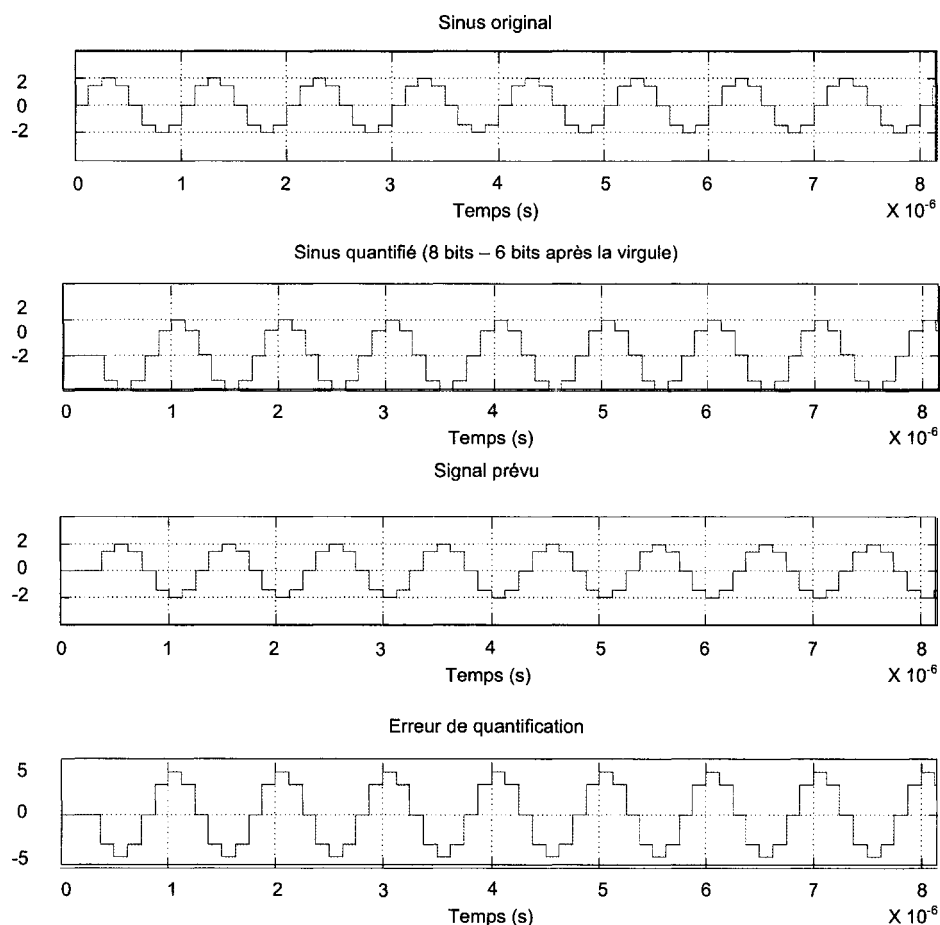 Sinus original
2
0
-2
0 1 2 3 4 5 6 7 8
Temps (s) X 10-6
Sinus quantifié (8 bits – 6 bits après la virgule)
2
0
-2
0 1 2 3 4 5 6 7 8
Temps (s) X 10-6
Signal prévu
2
0
-2
0 1 2 3 4 5 6 7 8
Temps (s) X 10-6
Erreur de quantification
5
0
-5
0 1 2 3 4 5 6 7 8
Temps (s) X 10-6